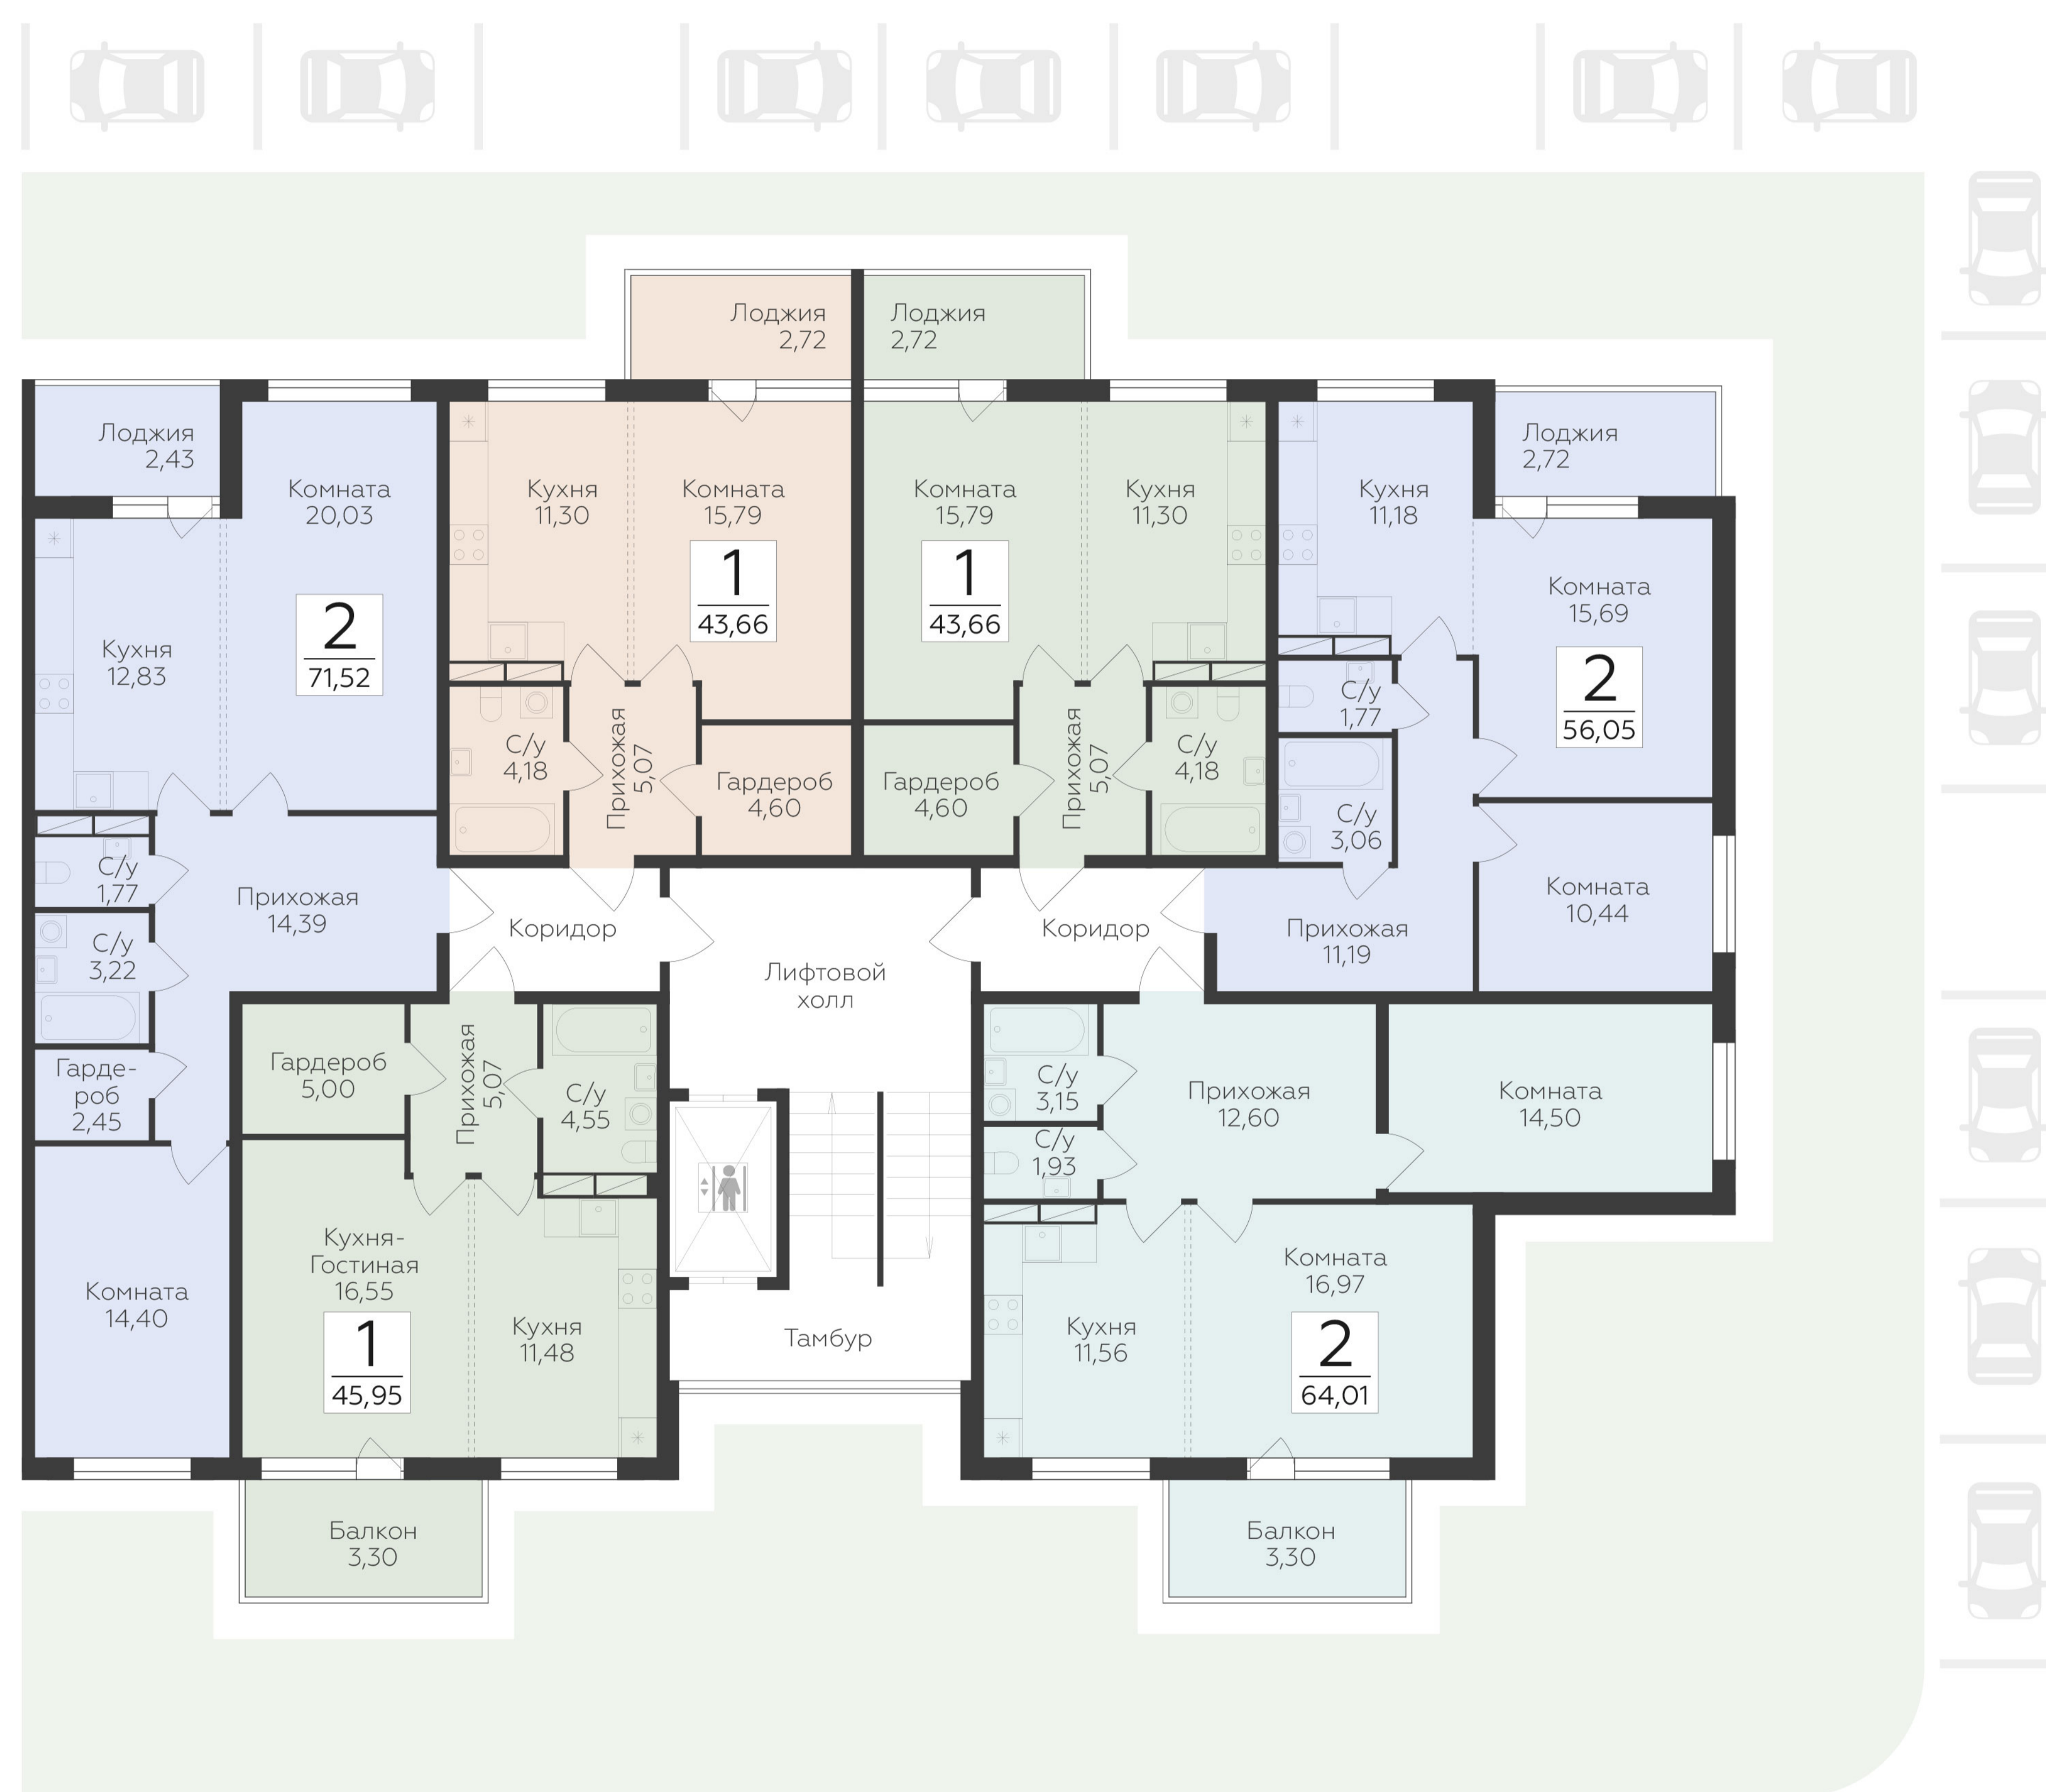 Лоджия
2,43
Комната
20,03
Кухня
12,83
2
71,52
С/у
1,77
Прихожая
14,39
С/у
3,22
Гарде-
роб
2,45
Комната
14,40
Лоджия
2,72
Кухня
11,30
Комната
15,79
1
43,66
С/у
4,18
Прихожая
5,07
Гардероб
4,60
Лоджия
2,72
Комната
15,79
Кухня
11,30
1
43,66
Гардероб
4,60
Прихожая
5,07
С/у
4,18
Кухня
11,18
Лоджия
2,72
Комната
15,69
2
56,05
С/у
1,77
С/у
3,06
Комната
10,44
Прихожая
11,19
Коридор
Лифтовой
холл
Коридор
Гардероб
5,00
Прихожая
5,07
С/у
4,55
Кухня-
Гостиная
16,55
1
45,95
Кухня
11,48
Балкон
3,30
Тамбур
С/у
3,15
С/у
1,93
Прихожая
12,60
Комната
14,50
Кухня
11,56
Комната
16,97
2
64,01
Балкон
3,30